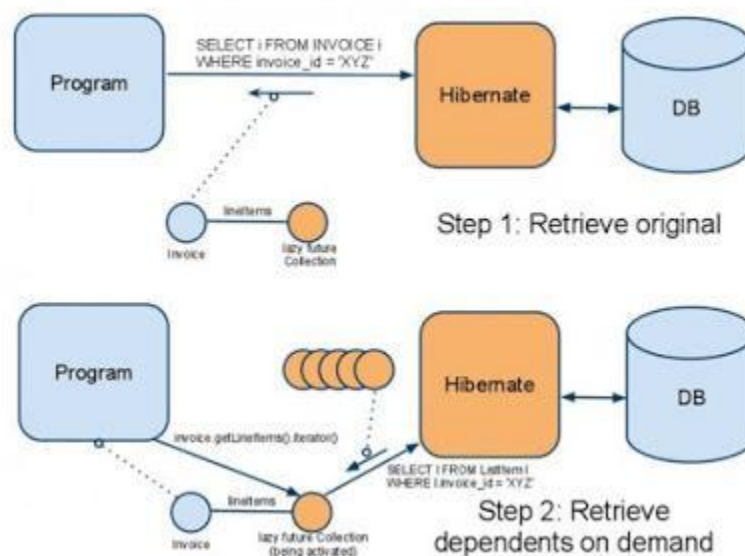 SELECT i FROM INVOICE i
WHERE invoice_id = 'XYZ'
Program
Hibernate
DB
lineItems
Invoice
lazy future
Collection
Step 1: Retrieve original
Program
Hibernate
DB
invoice.getLineItems().iterator()
SELECT l FROM ListItem l
WHERE l.invoice_id = 'XYZ'
lineItems
Invoice
lazy future Collection
(being activated)
Step 2: Retrieve
dependents on demand